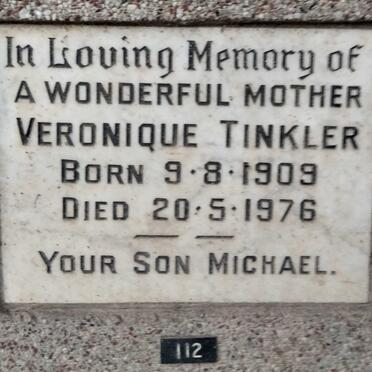 In Loving Memory of
A WONDERFUL MOTHER
VERONIQUE TINKLER
BORN 9·8·1909
DIED 20·5·1976
— —
YOUR SON MICHAEL.
112